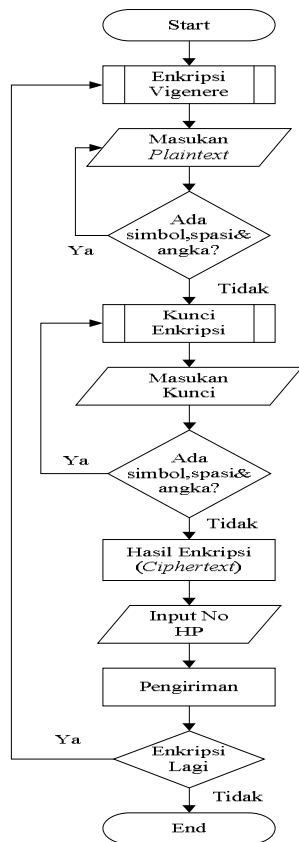 Start
Enkripsi
Vigenere
Masukan
Plaintext
Ada
simbol,spasi&
angka?
Ya
Tidak
Kunci
Enkripsi
Masukan
Kunci
Ada
simbol,spasi&
angka?
Ya
Tidak
Hasil Enkripsi
(Ciphertext)
Input No
HP
Pengiriman
Ya
Enkripsi
Lagi
Tidak
End